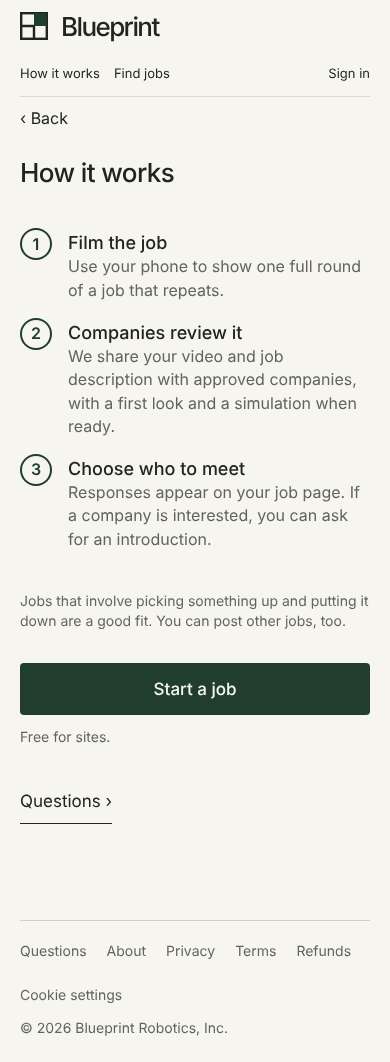 Blueprint
How it works Find jobs Sign in
‹ Back
How it works
1 Film the job
Use your phone to show one full round
of a job that repeats.
2 Companies review it
We share your video and job
description with approved companies,
with a first look and a simulation when
ready.
3 Choose who to meet
Responses appear on your job page. If
a company is interested, you can ask
for an introduction.
Jobs that involve picking something up and putting it
down are a good fit. You can post other jobs, too.
Start a job
Free for sites.
Questions ›
Questions About Privacy Terms Refunds
Cookie settings
© 2026 Blueprint Robotics, Inc.